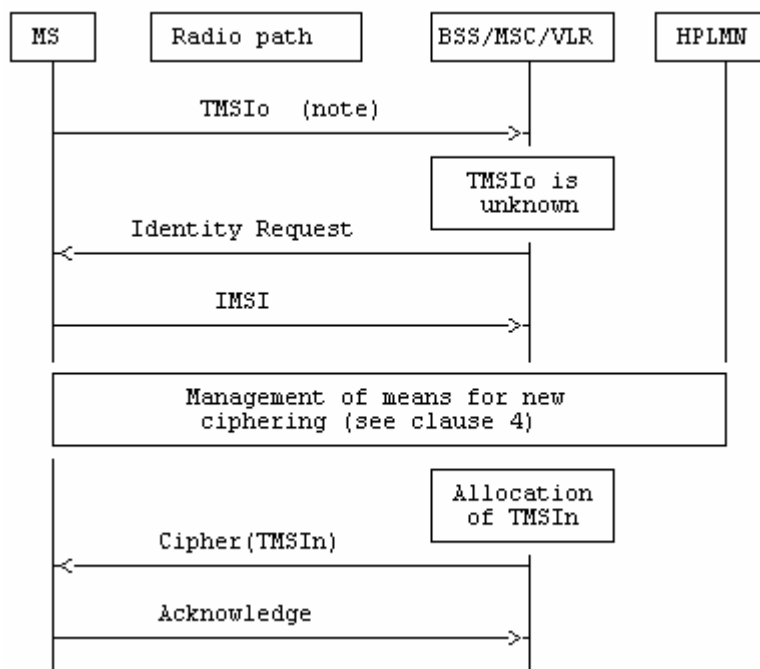 MS
Radio path
BSS/MSC/VLR
HPLMN
TMSIo (note)
TMSIo is
unknown
Identity Request
IMSI
Management of means for new
ciphering (see clause 4)
Allocation
of TMSIn
Cipher(TMSIn)
Acknowledge